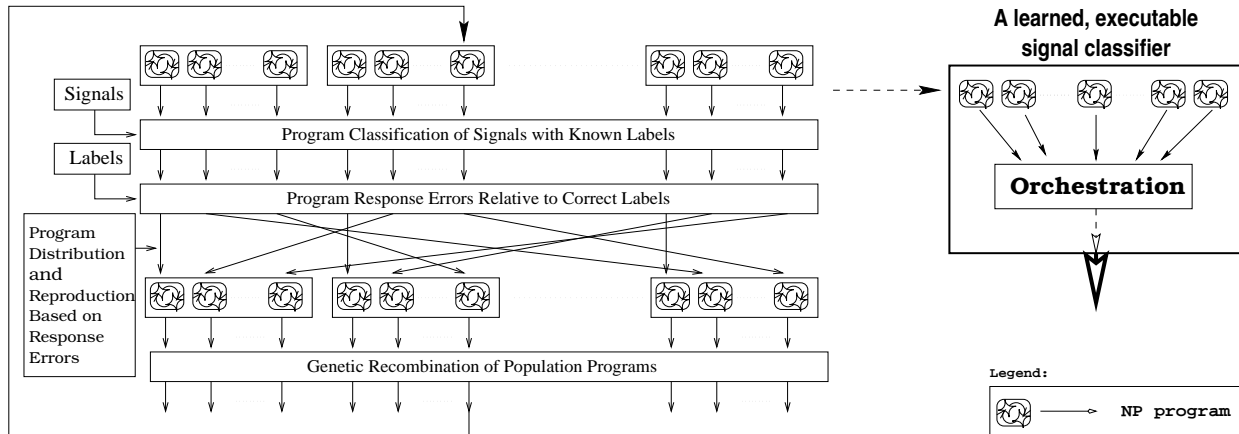 A learned, executable
signal classifier
Signals
Program Classification of Signals with Known Labels
Labels
Program Response Errors Relative to Correct Labels
Program
Distribution
and
Reproduction
Based on
Response
Errors
Orchestration
Genetic Recombination of Population Programs
Legend:
NP program